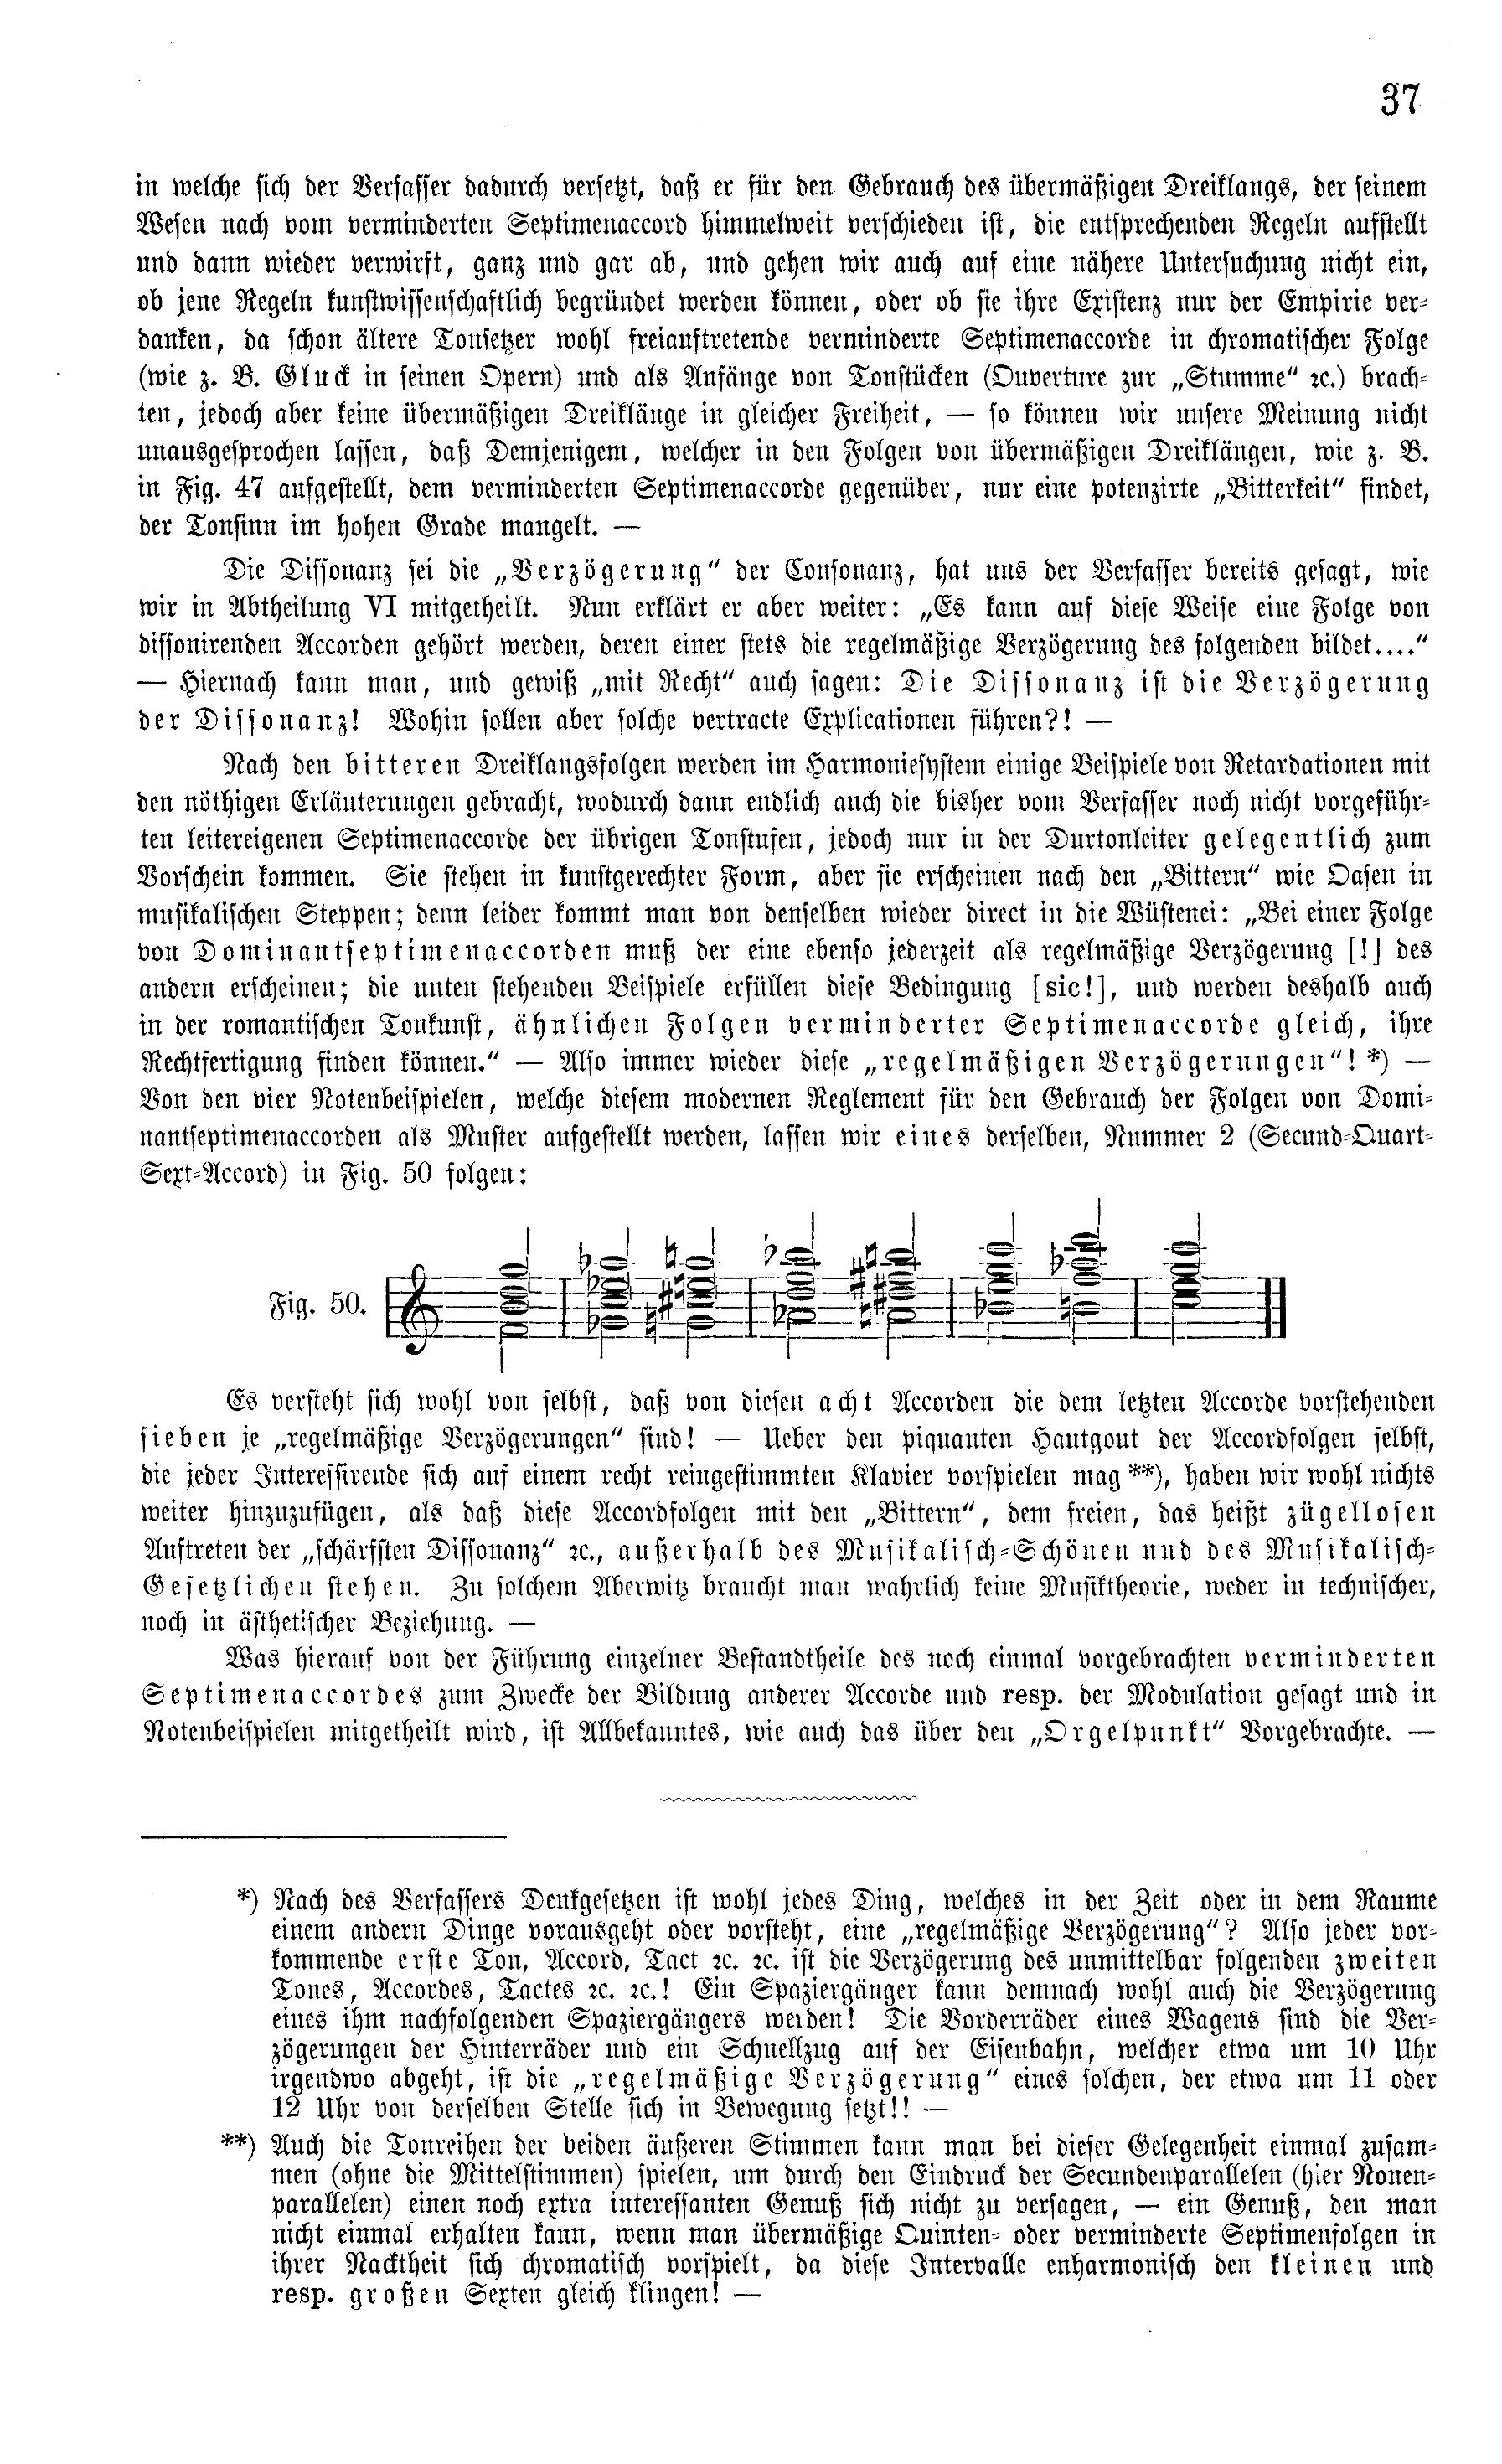 37
in welche sich der Verfasser dadurch versetzt, daß er für den Gebrauch des übermäßigen Dreiklangs, der seinem
Wesen nach vom verminderten Septimenaccord himmelweit verschieden ist, die entsprechenden Regeln aufstellt
und dann wieder verwirft, ganz und gar ab, und gehen wir auch auf eine nähere Untersuchung nicht ein,
ob jene Regeln kunstwissenschaftlich begründet werden können, oder ob sie ihre Existenz nur der Empirie ver-
danken, da schon ältere Tonsetzer wohl freiauftretende verminderte Septimenaccorde in chromatischer Folge
(wie z. B. Gluck in seinen Opern) und als Anfänge von Tonstücken (Ouverture zur „Stumme“ ꝛc.) brach-
ten, jedoch aber keine übermäßigen Dreiklänge in gleicher Freiheit, — so können wir unsere Meinung nicht
unausgesprochen lassen, daß Demjenigem, welcher in den Folgen von übermäßigen Dreiklängen, wie z. B.
in Fig. 47 aufgestellt, dem verminderten Septimenaccorde gegenüber, nur eine potenzirte „Bitterkeit“ findet,
der Tonsinn im hohen Grade mangelt. —
Die Dissonanz sei die „Verzögerung“ der Consonanz, hat uns der Verfasser bereits gesagt, wie
wir in Abtheilung VI mitgetheilt. Nun erklärt er aber weiter: „Es kann auf diese Weise eine Folge von
dissonirenden Accorden gehört werden, deren einer stets die regelmäßige Verzögerung des folgenden bildet....“
— Hiernach kann man, und gewiß „mit Recht“ auch sagen: Die Dissonanz ist die Verzögerung
der Dissonanz! Wohin sollen aber solche vertracte Explicationen führen?! —
Nach den bitteren Dreiklangsfolgen werden im Harmoniesystem einige Beispiele von Retardationen mit
den nöthigen Erläuterungen gebracht, wodurch dann endlich auch die bisher vom Verfasser noch nicht vorgeführ-
ten leitereigenen Septimenaccorde der übrigen Tonstufen, jedoch nur in der Durtonleiter gelegentlich zum
Vorschein kommen. Sie stehen in kunstgerechter Form, aber sie erscheinen nach den „Bittern“ wie Oasen in
musikalischen Steppen; denn leider kommt man von denselben wieder direct in die Wüstenei: „Bei einer Folge
von Dominantseptimenaccorden muß der eine ebenso jederzeit als regelmäßige Verzögerung [!] des
andern erscheinen; die unten stehenden Beispiele erfüllen diese Bedingung [sic!], und werden deshalb auch
in der romantischen Tonkunst, ähnlichen Folgen verminderter Septimenaccorde gleich, ihre
Rechtfertigung finden können.“ — Also immer wieder diese „regelmäßigen Verzögerungen“! *) —
Von den vier Notenbeispielen, welche diesem modernen Reglement für den Gebrauch der Folgen von Domi-
nantseptimenaccorden als Muster aufgestellt werden, lassen wir eines derselben, Nummer 2 (Secund-Quart-
Sext-Accord) in Fig. 50 folgen:
Fig. 50.
Es versteht sich wohl von selbst, daß von diesen acht Accorden die dem letzten Accorde vorstehenden
sieben je „regelmäßige Verzögerungen“ sind! — Ueber den piquanten Hautgout der Accordfolgen selbst,
die jeder Interessirende sich auf einem recht reingestimmten Klavier vorspielen mag **), haben wir wohl nichts
weiter hinzuzufügen, als daß diese Accordfolgen mit den „Bittern“, dem freien, das heißt zügellosen
Auftreten der „schärfsten Dissonanz“ ꝛc., außerhalb des Musikalisch-Schönen und des Musikalisch-
Gesetzlichen stehen. Zu solchem Aberwitz braucht man wahrlich keine Musiktheorie, weder in technischer,
noch in ästhetischer Beziehung. —
Was hierauf von der Führung einzelner Bestandtheile des noch einmal vorgebrachten verminderten
Septimenaccordes zum Zwecke der Bildung anderer Accorde und resp. der Modulation gesagt und in
Notenbeispielen mitgetheilt wird, ist Allbekanntes, wie auch das über den „Orgelpunkt“ Vorgebrachte. —
*) Nach des Verfassers Denkgesetzen ist wohl jedes Ding, welches in der Zeit oder in dem Raume
einem andern Dinge vorausgeht oder vorsteht, eine „regelmäßige Verzögerung“? Also jeder vor-
kommende erste Ton, Accord, Tact ꝛc. ꝛc. ist die Verzögerung des unmittelbar folgenden zweiten
Tones, Accordes, Tactes ꝛc. ꝛc.! Ein Spaziergänger kann demnach wohl auch die Verzögerung
eines ihm nachfolgenden Spaziergängers werden! Die Vorderräder eines Wagens sind die Ver-
zögerungen der Hinterräder und ein Schnellzug auf der Eisenbahn, welcher etwa um 10 Uhr
irgendwo abgeht, ist die „regelmäßige Verzögerung“ eines solchen, der etwa um 11 oder
12 Uhr von derselben Stelle sich in Bewegung setzt!! —
**) Auch die Tonreihen der beiden äußeren Stimmen kann man bei dieser Gelegenheit einmal zusam-
men (ohne die Mittelstimmen) spielen, um durch den Eindruck der Secundenparallelen (hier Nonen-
parallelen) einen noch extra interessanten Genuß sich nicht zu versagen, — ein Genuß, den man
nicht einmal erhalten kann, wenn man übermäßige Quinten- oder verminderte Septimenfolgen in
ihrer Nacktheit sich chromatisch vorspielt, da diese Intervalle enharmonisch den kleinen und
resp. großen Sexten gleich klingen! —